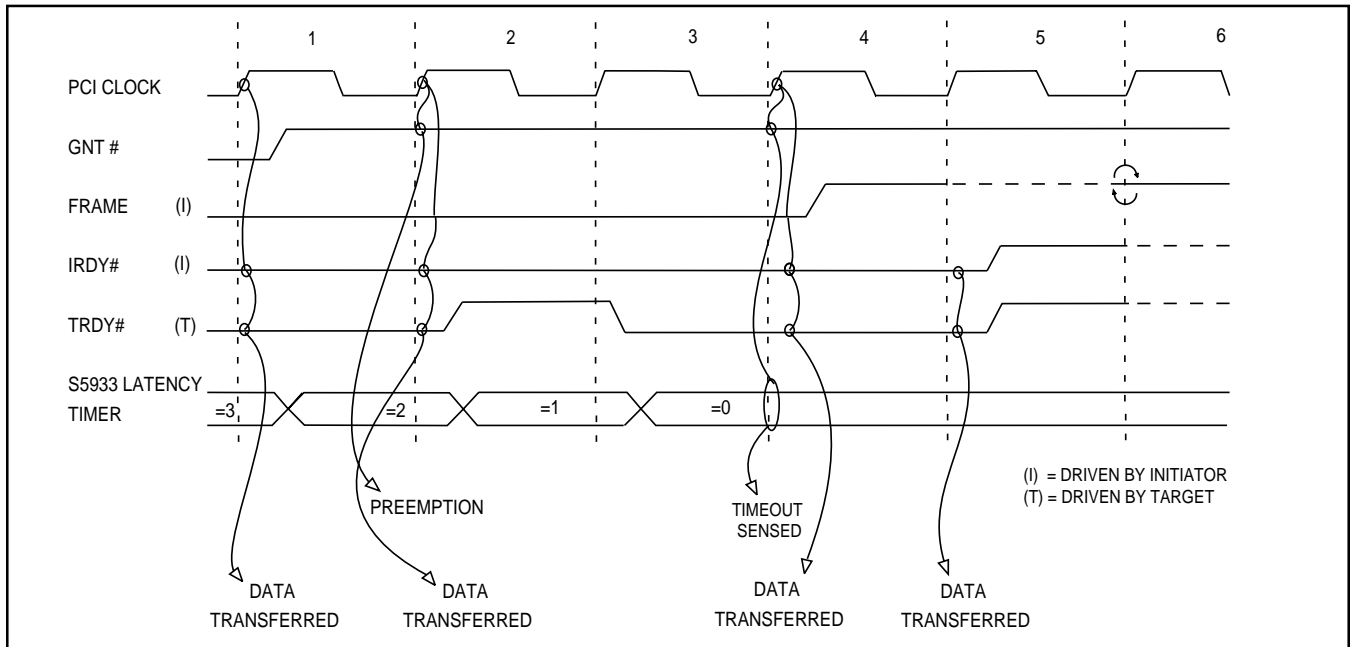 1 2 3 4 5 6
PCI CLOCK
GNT #
FRAME (I)
IRDY# (I)
TRDY# (T)
S5933 LATENCY
TIMER
=3 =2 =1 =0
(I) = DRIVEN BY INITIATOR
(T) = DRIVEN BY TARGET
PREEMPTION
TIMEOUT
SENSED
DATA
TRANSFERRED
DATA
TRANSFERRED
DATA
TRANSFERRED
DATA
TRANSFERRED